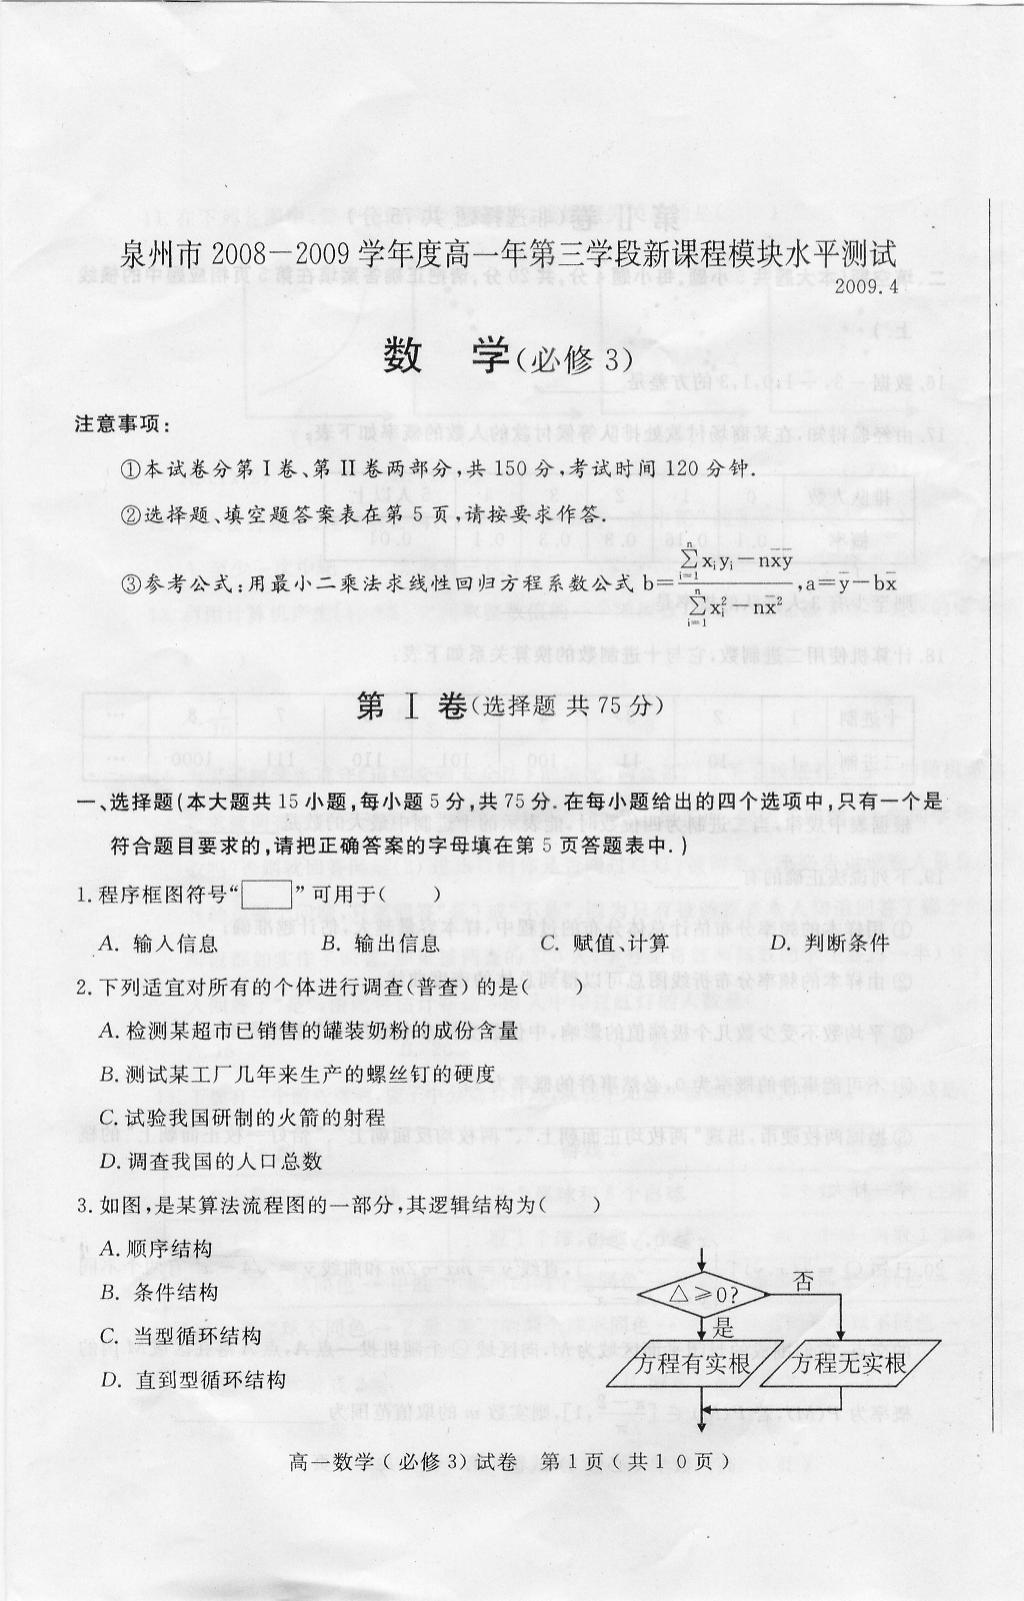 泉州市2008—2009学年度高一年第三学段新课程模块水平测试
2009.4
数 学(必修3)
注意事项:
①本试卷分第Ⅰ卷、第Ⅱ卷两部分,共150分,考试时间120分钟.
②选择题、填空题答案表在第5页,请按要求作答.
③参考公式:用最小二乘法求线性回归方程系数公式 b=(∑_{i=1}^{n} xᵢyᵢ－nx̄ȳ)/(∑_{i=1}^{n} xᵢ²－nx̄²),a=ȳ－bx̄
第 Ⅰ 卷(选择题 共75分)
一、选择题(本大题共15小题,每小题5分,共75分.在每小题给出的四个选项中,只有一个是
符合题目要求的,请把正确答案的字母填在第5页答题表中.)
1.程序框图符号“□”可用于( )
A. 输人信息 B. 输出信息 C. 赋值、计算 D. 判断条件
2.下列适宜对所有的个体进行调查(普查)的是( )
A.检测某超市已销售的罐装奶粉的成份含量
B.测试某工厂几年来生产的螺丝钉的硬度
C.试验我国研制的火箭的射程
D.调查我国的人口总数
3.如图,是某算法流程图的一部分,其逻辑结构为( )
A.顺序结构
B. 条件结构
C. 当型循环结构
D. 直到型循环结构
△≥0?
否
是
方程有实根
方程无实根
高一数学(必修3)试卷 第1页(共10页)